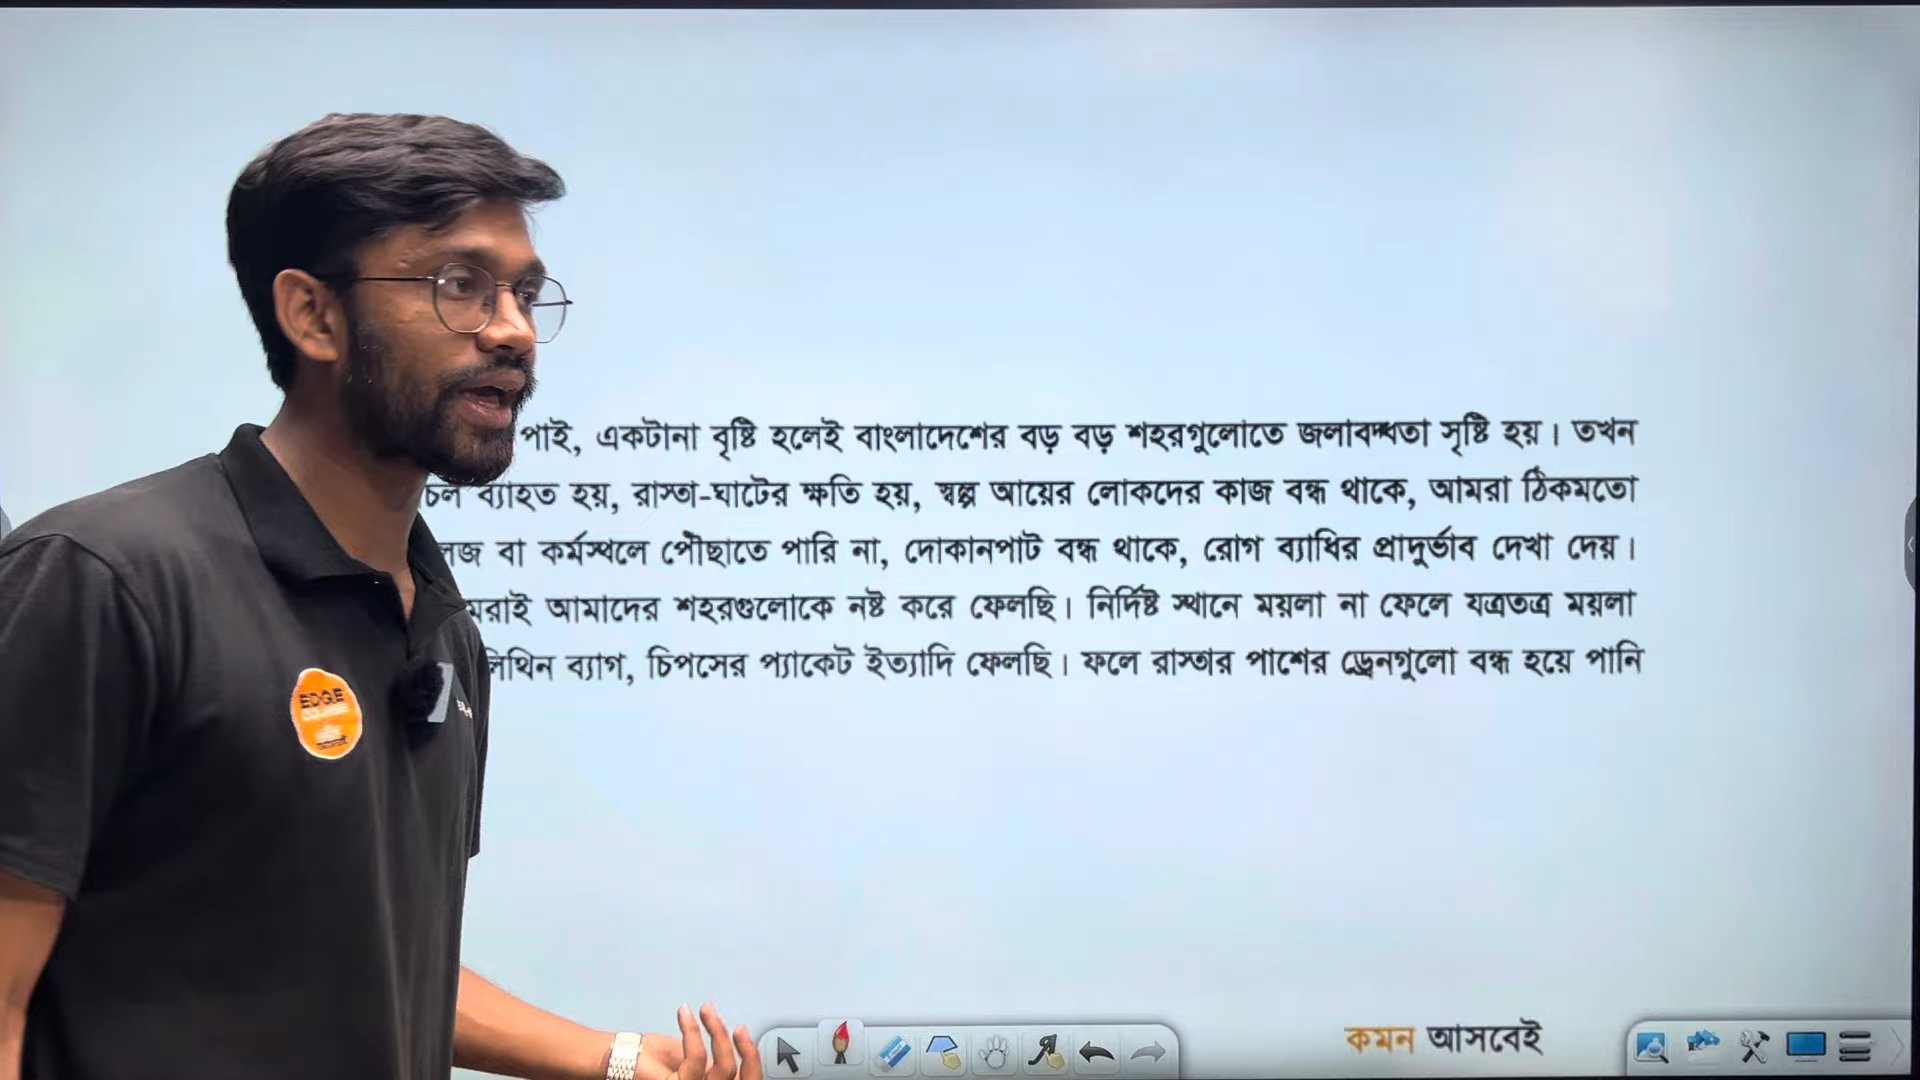 পাই, একটানা বৃষ্টি হলেই বাংলাদেশের বড় বড় শহরগুলোতে জলাবদ্ধতা সৃষ্টি হয়। তখন
চল ব্যাহত হয়, রাস্তা-ঘাটের ক্ষতি হয়, স্বল্প আয়ের লোকদের কাজ বন্ধ থাকে, আমরা ঠিকমতো
লজ বা কর্মস্থলে পৌঁছাতে পারি না, দোকানপাট বন্ধ থাকে, রোগ ব্যাধির প্রাদুর্ভাব দেখা দেয়।
মরাই আমাদের শহরগুলোকে নষ্ট করে ফেলছি। নির্দিষ্ট স্থানে ময়লা না ফেলে যত্রতত্র ময়লা
লিথিন ব্যাগ, চিপসের প্যাকেট ইত্যাদি ফেলছি। ফলে রাস্তার পাশের ড্রেনগুলো বন্ধ হয়ে পানি
EDGE
COURSE
কমন আসবেই